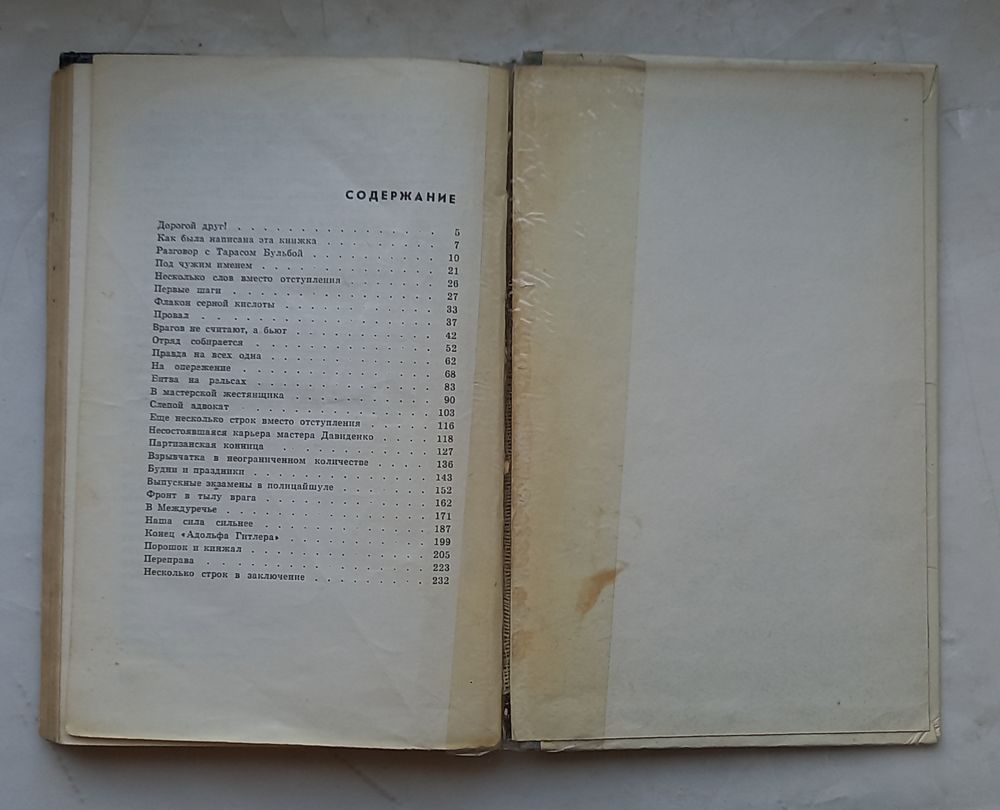 СОДЕРЖАНИЕ
Дорогой друг! . . . . . . . . . . . . . . 5
Как была написана эта книжка . . . . . . . . 7
Разговор с Тарасом Бульбой . . . . . . . . . 10
Под чужим именем . . . . . . . . . . . . 21
Несколько слов вместо отступления . . . . . . 26
Первые шаги . . . . . . . . . . . . . . 27
Флакон серной кислоты . . . . . . . . . . 33
Провал . . . . . . . . . . . . . . . . 37
Врагов не считают, а бьют . . . . . . . . . 42
Отряд собирается . . . . . . . . . . . . 52
Правда на всех одна . . . . . . . . . . . 62
На опережение . . . . . . . . . . . . . 68
Битва на рельсах . . . . . . . . . . . . 83
В мастерской жестянщика . . . . . . . . . 90
Слепой адвокат . . . . . . . . . . . . . 103
Еще несколько строк вместо отступления . . . . 116
Несостоявшаяся карьера мастера Давиденко . . . . 118
Партизанская конница . . . . . . . . . . . 127
Взрывчатка в неограниченном количестве . . . . 136
Будни и праздники . . . . . . . . . . . . 143
Выпускные экзамены в полицайшуле . . . . . . 152
Фронт в тылу врага . . . . . . . . . . . 162
В Междуречье . . . . . . . . . . . . . 171
Наша сила сильнее . . . . . . . . . . . . 187
Конец «Адольфа Гитлера» . . . . . . . . . 199
Порошок и кинжал . . . . . . . . . . . . 205
Переправа . . . . . . . . . . . . . . . 223
Несколько строк в заключение . . . . . . . . 232